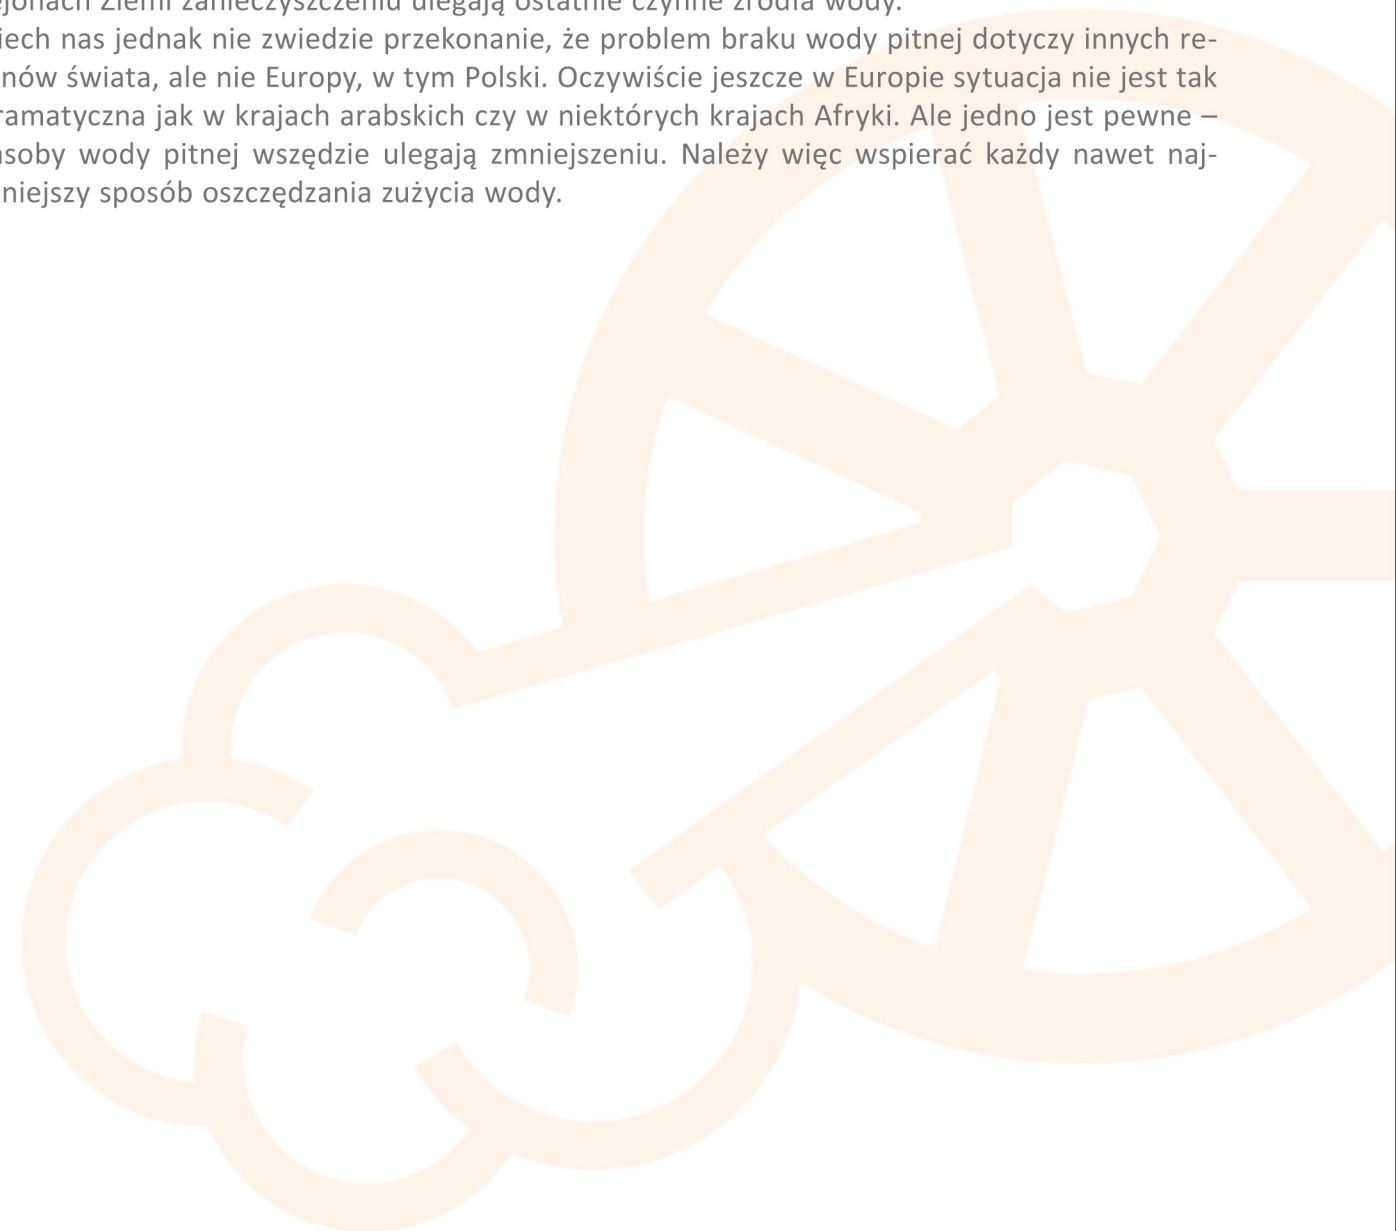 ejonach Ziemi zanieczyszczeniu ulegają ostatnie czynne źródła wody.
iech nas jednak nie zwiedzie przekonanie, że problem braku wody pitnej dotyczy innych re-
nów świata, ale nie Europy, w tym Polski. Oczywiście jeszcze w Europie sytuacja nie jest tak
ramatyczna jak w krajach arabskich czy w niektórych krajach Afryki. Ale jedno jest pewne –
asoby wody pitnej wszędzie ulegają zmniejszeniu. Należy więc wspierać każdy nawet naj-
niejszy sposób oszczędzania zużycia wody.